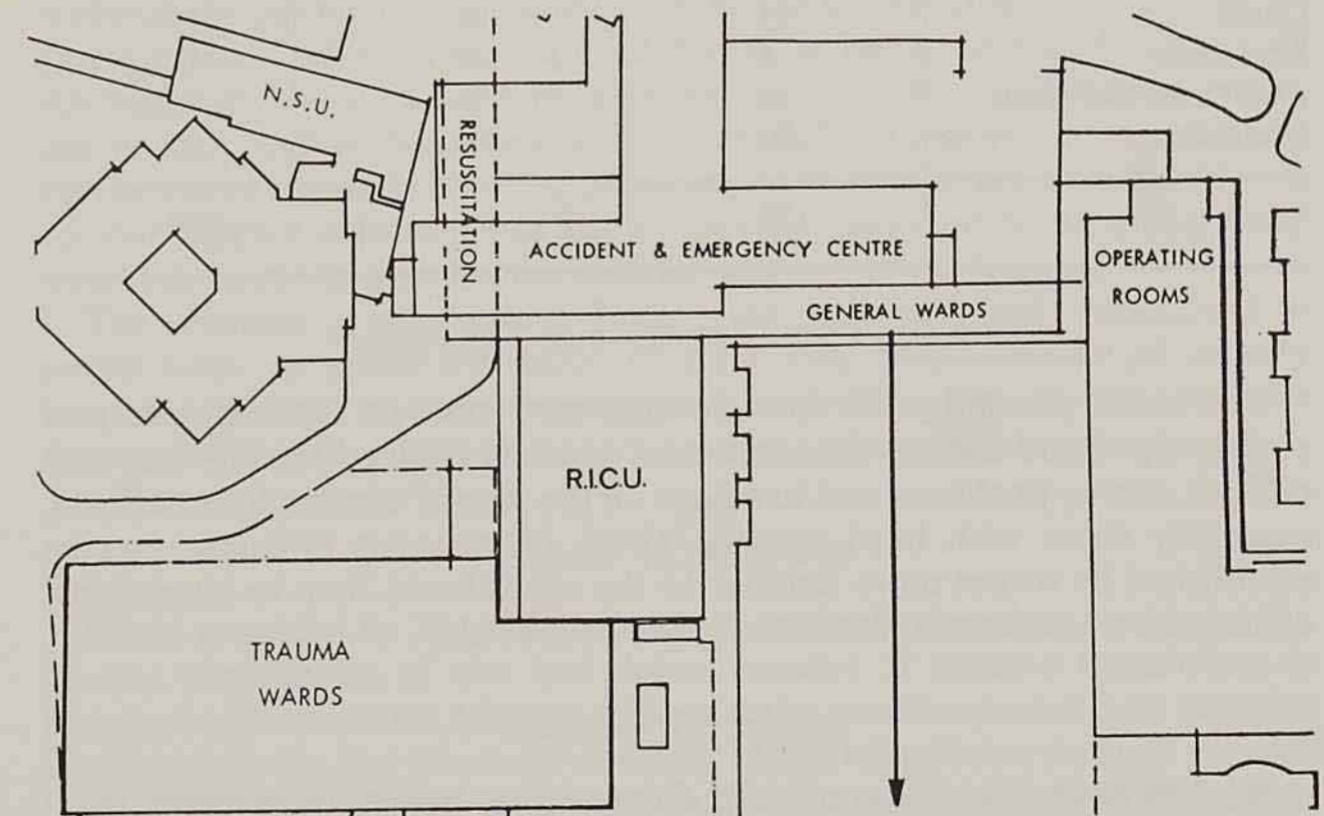 N.S.U.
RESUSCITATION
ACCIDENT & EMERGENCY CENTRE
OPERATING
ROOMS
GENERAL WARDS
R.I.C.U.
TRAUMA
WARDS